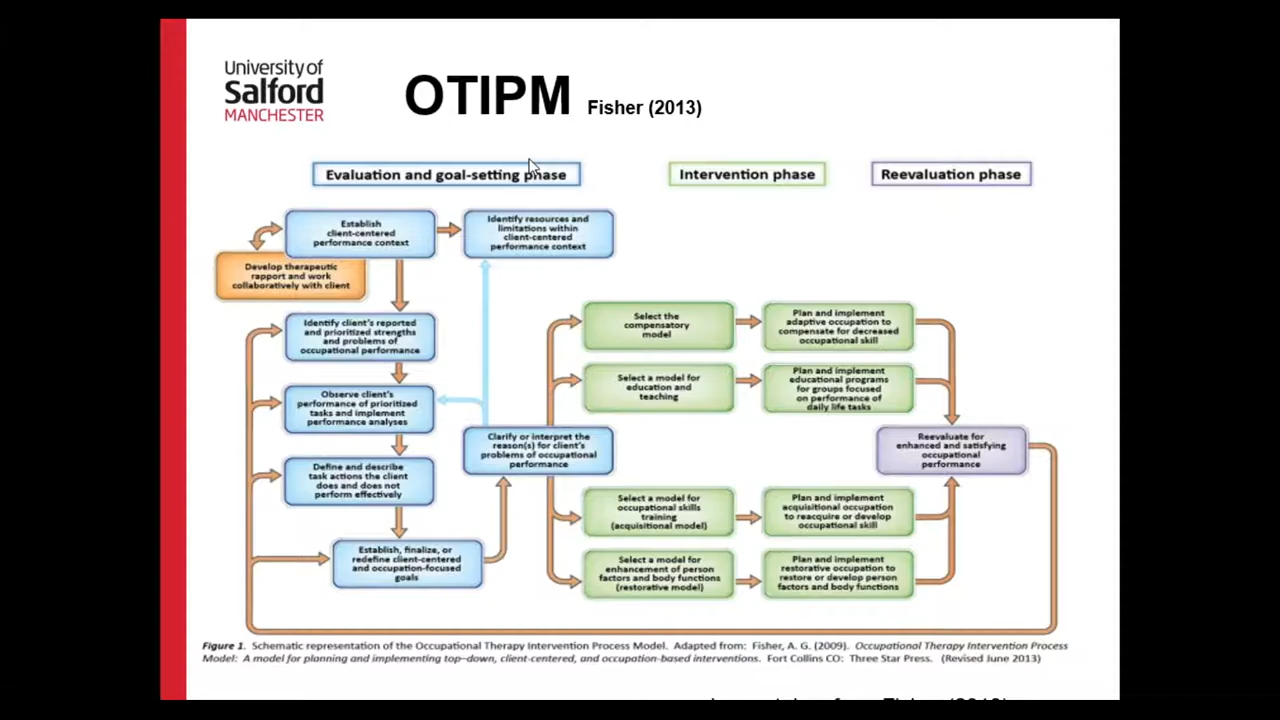 University of
Salford
MANCHESTER
OTIPM Fisher (2013)
Evaluation and goal-setting phase
Intervention phase
Reevaluation phase
Establish
client-centered
performance context
Identify resources and
limitations within
client-centered
performance context
Develop therapeutic
rapport and work
collaboratively with client
Identify client's reported
and prioritized strengths
and problems of
occupational performance
Observe client's
performance of prioritized
tasks and implement
performance analyses
Define and describe
task actions the client
does and does not
perform effectively
Establish, finalize, or
redefine client-centered
and occupation-focused
goals
Clarify or interpret the
reason(s) for client's
problems of occupational
performance
Select the
compensatory
model
Plan and implement
adaptive occupation to
compensate for decreased
occupational skill
Select a model for
education and
teaching
Plan and implement
educational programs
for groups focused
on performance of
daily life tasks
Select a model for
occupational skills
training
(acquisitional model)
Plan and implement
acquisitional occupation
to reacquire or develop
occupational skill
Select a model for
enhancement of person
factors and body functions
(restorative model)
Plan and implement
restorative occupation to
restore or develop person
factors and body functions
Reevaluate for
enhanced and satisfying
occupational
performance
Figure 1. Schematic representation of the Occupational Therapy Intervention Process Model. Adapted from: Fisher, A. G. (2009). Occupational Therapy Intervention Process
Model: A model for planning and implementing top–down, client-centered, and occupation-based interventions. Fort Collins CO: Three Star Press. (Revised June 2013)